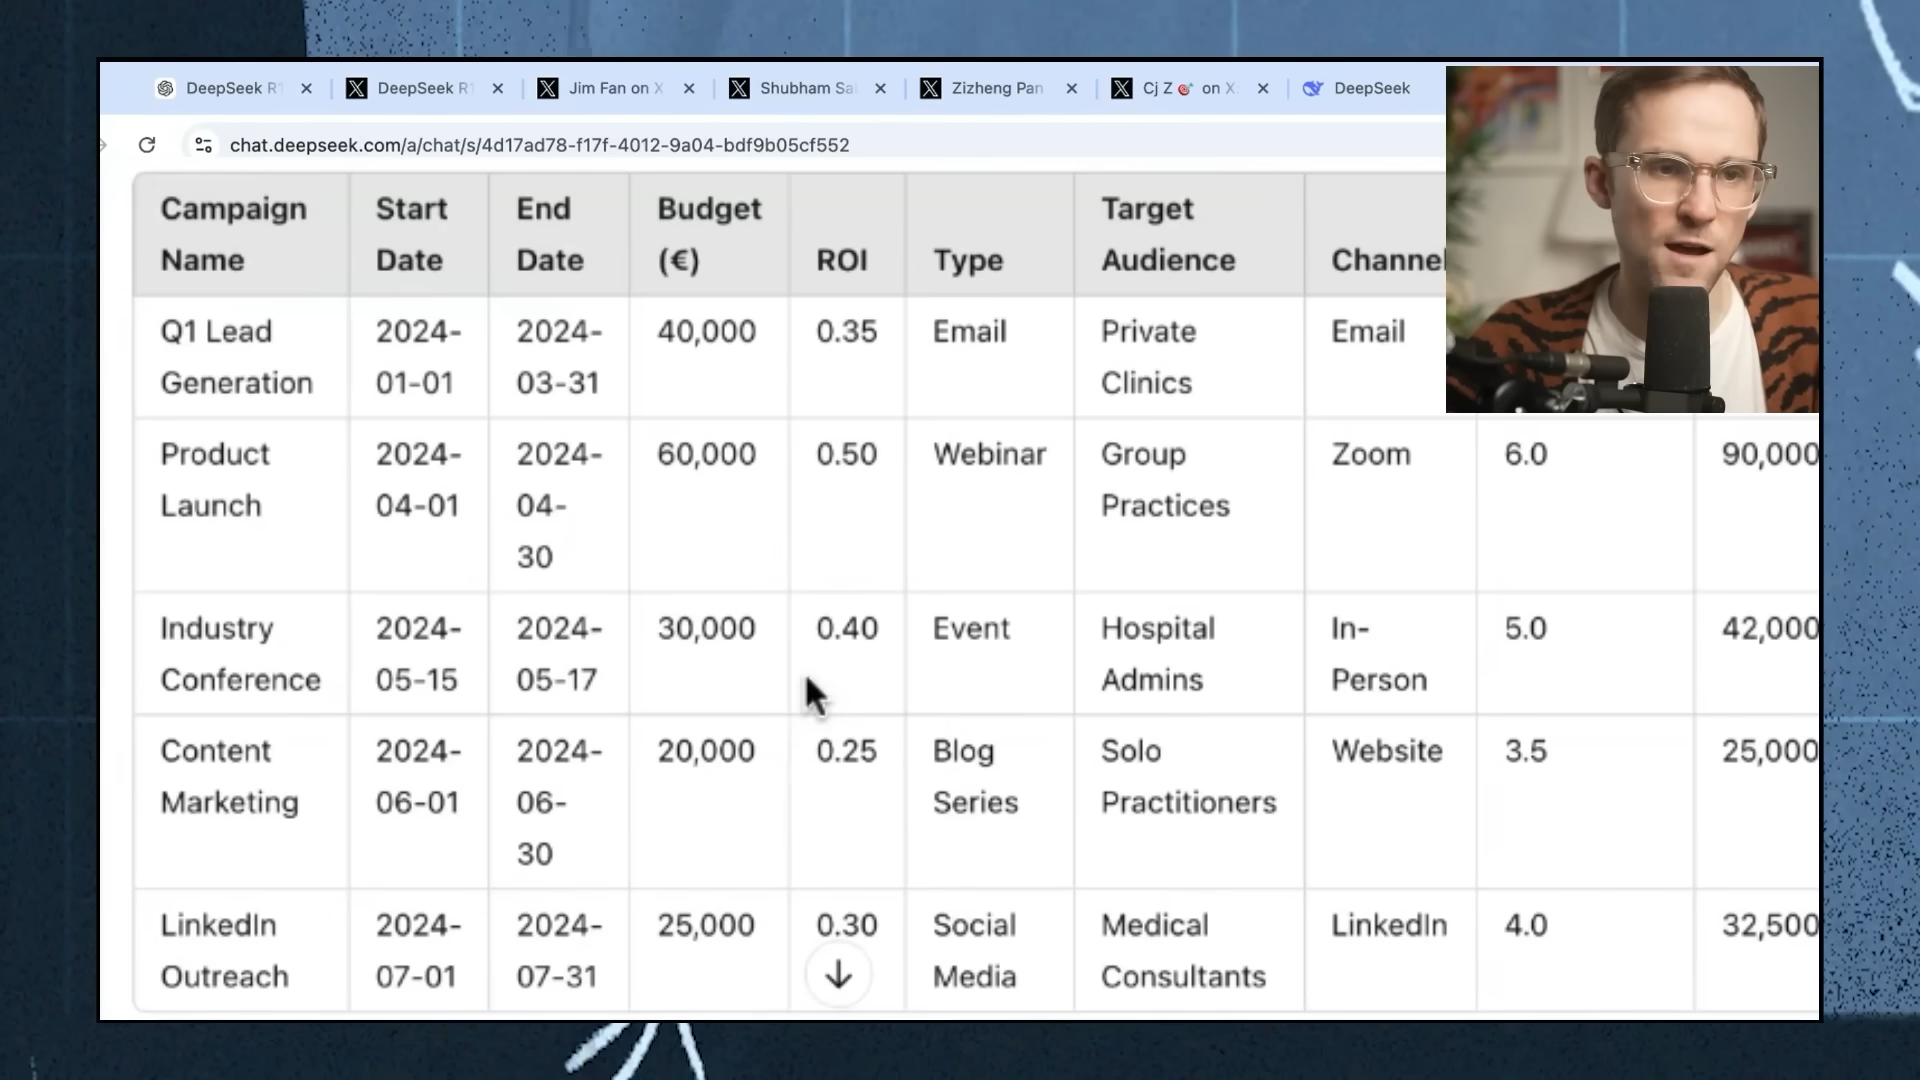 DeepSeek R1
DeepSeek R1
Jim Fan on X
Shubham Sa
Zizheng Pan
Cj Z 🎯 on X
DeepSeek
chat.deepseek.com/a/chat/s/4d17ad78-f17f-4012-9a04-bdf9b05cf552
Campaign
Name
Start
Date
End
Date
Budget
(€)
ROI
Type
Target
Audience
Channel
Q1 Lead
Generation
2024-
01-01
2024-
03-31
40,000
0.35
Email
Private
Clinics
Email
Product
Launch
2024-
04-01
2024-
04-
30
60,000
0.50
Webinar
Group
Practices
Zoom
6.0
90,000
Industry
Conference
2024-
05-15
2024-
05-17
30,000
0.40
Event
Hospital
Admins
In-
Person
5.0
42,000
Content
Marketing
2024-
06-01
2024-
06-
30
20,000
0.25
Blog
Series
Solo
Practitioners
Website
3.5
25,000
LinkedIn
Outreach
2024-
07-01
2024-
07-31
25,000
0.30
Social
Media
Medical
Consultants
LinkedIn
4.0
32,500